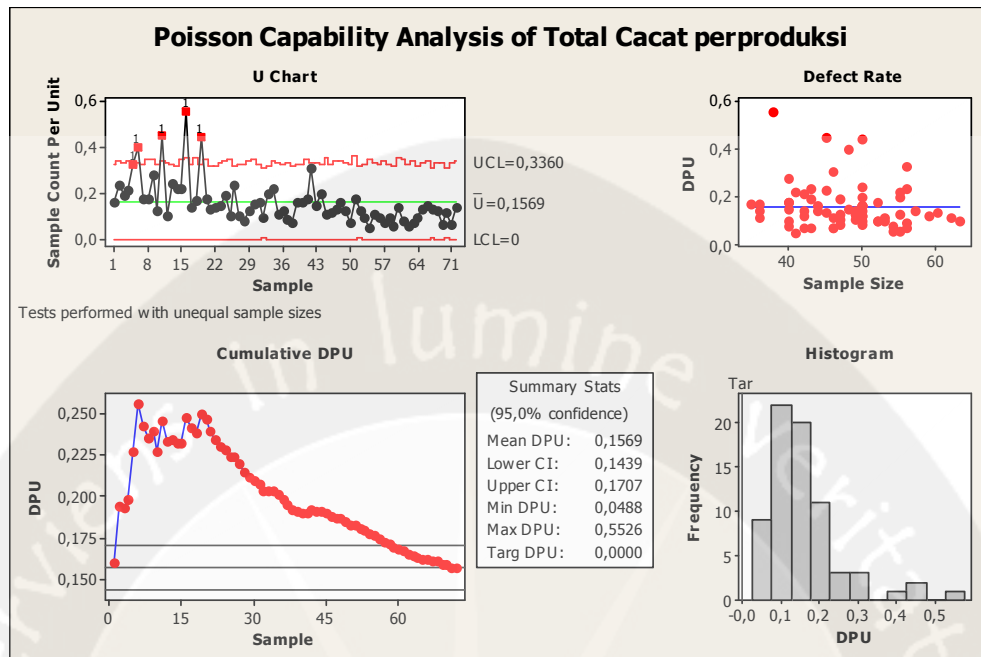 Poisson Capability Analysis of Total Cacat perproduksi
U Chart
Sample Count Per Unit
0,6
0,4
0,2
0,0
1
1
1
1
1
UCL=0,3360
U=0,1569
LCL=0
1 8 15 22 29 36 43 50 57 64 71
Sample
Tests performed with unequal sample sizes
Defect Rate
DPU
0,6
0,4
0,2
0,0
40 50 60
Sample Size
Cumulative DPU
DPU
0,250
0,225
0,200
0,175
0,150
0 15 30 45 60
Sample
Summary Stats
(95,0% confidence)
Mean DPU: 0,1569
Lower CI: 0,1439
Upper CI: 0,1707
Min DPU: 0,0488
Max DPU: 0,5526
Targ DPU: 0,0000
Histogram
Tar
Frequency
20
15
10
5
0
-0,0 0,1 0,2 0,3 0,4 0,5
DPU
in lumine veritat